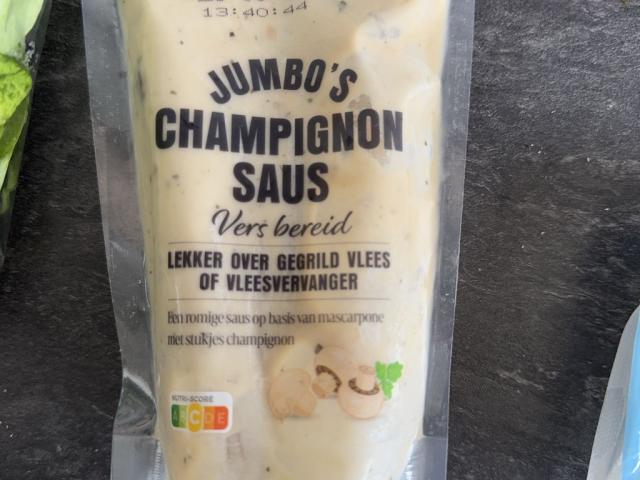 13:40:44
JUMBO'S
CHAMPIGNON
SAUS
Vers bereid
LEKKER OVER GEGRILD VLEES
OF VLEESVERVANGER
Een romige saus op basis van mascarpone
met stukjes champignon
NUTRI-SCORE
A B C D E